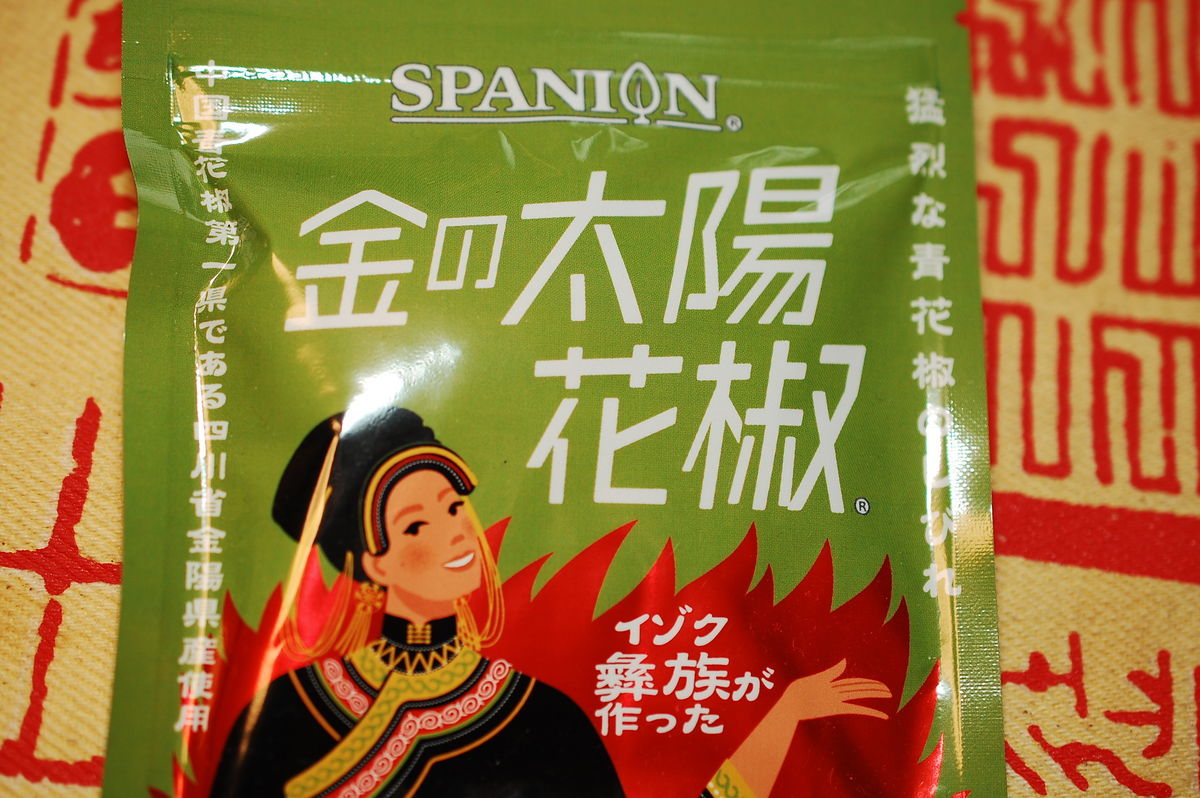 SPANION®
金の太陽
花椒®
猛烈な青花椒のしびれ
中国青花椒第一県である四川省金陽県産使用
イゾク
彝族が
作った